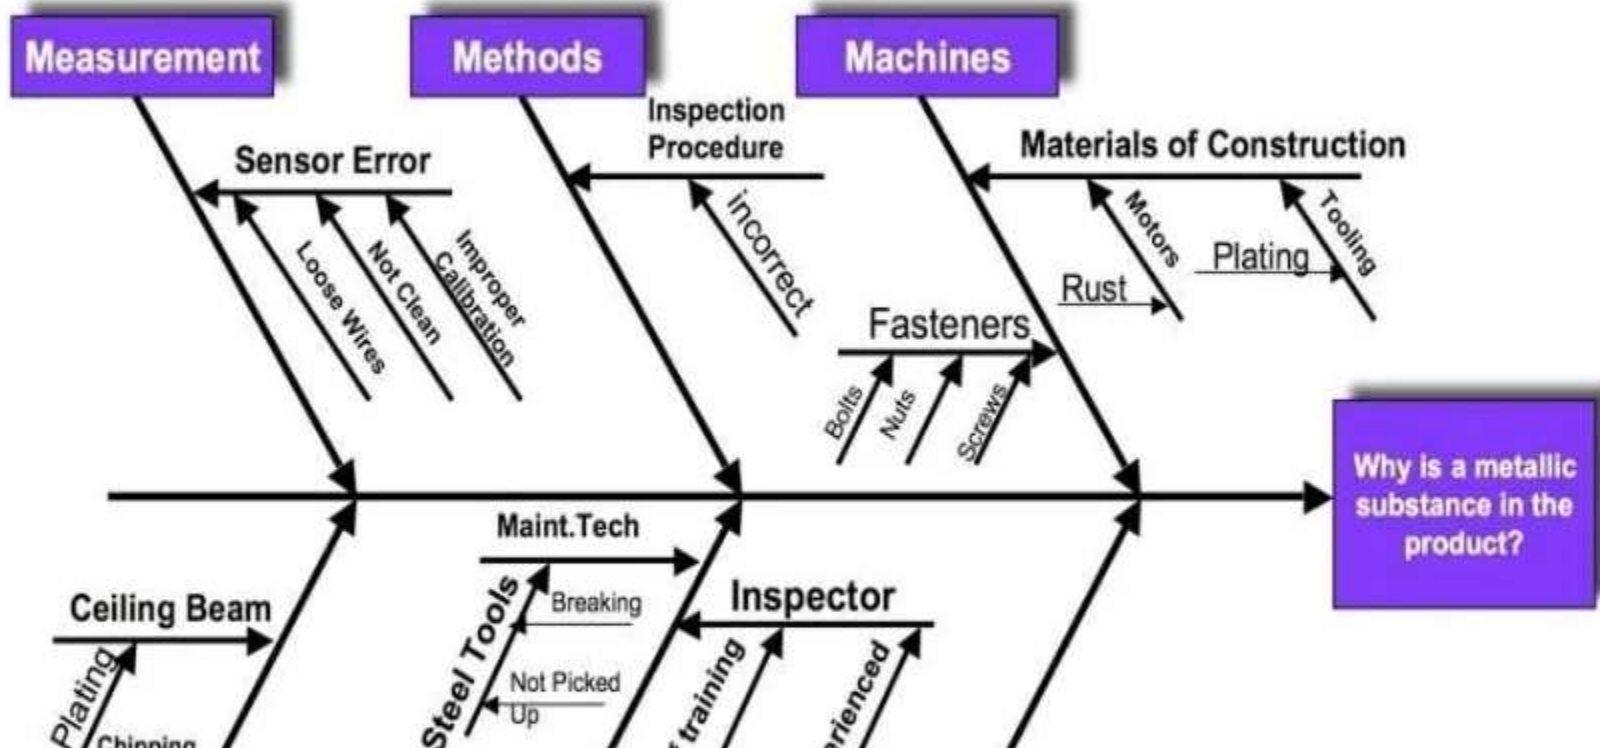 Measurement
Methods
Machines
Inspection
Procedure
Sensor Error
Materials of Construction
Loose Wires
Not Clean
Improper
Calibration
incorrect
Motors
Tooling
Rust
Plating
Fasteners
Bolts
Nuts
Screws
Why is a metallic
substance in the
product?
Maint.Tech
Ceiling Beam
Steel Tools
Breaking
Not Picked
Up
Inspector
training
Plating
Chipping